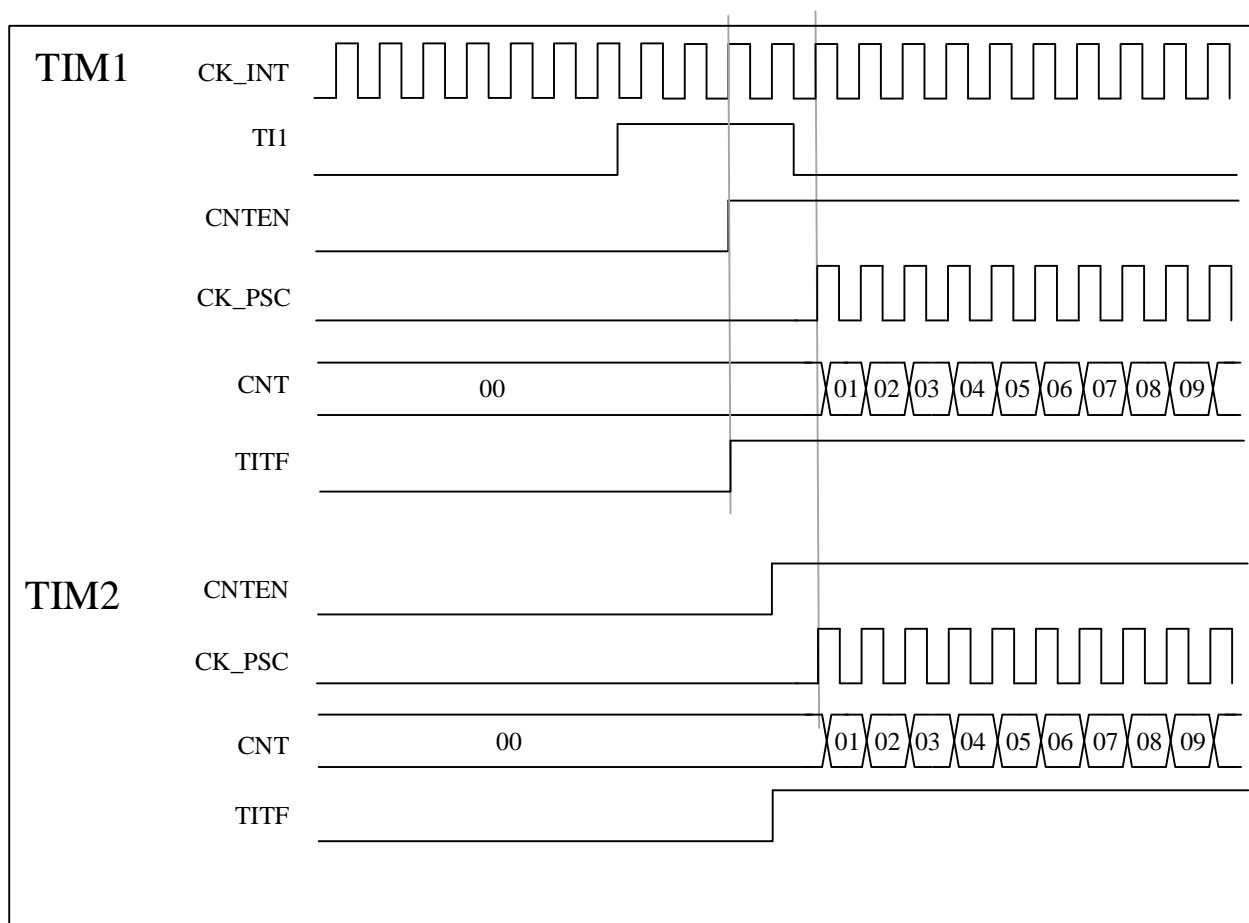 TIM1
CK_INT
TI1
CNTEN
CK_PSC
CNT 00 01 02 03 04 05 06 07 08 09
TITF
TIM2
CNTEN
CK_PSC
CNT 00 01 02 03 04 05 06 07 08 09
TITF